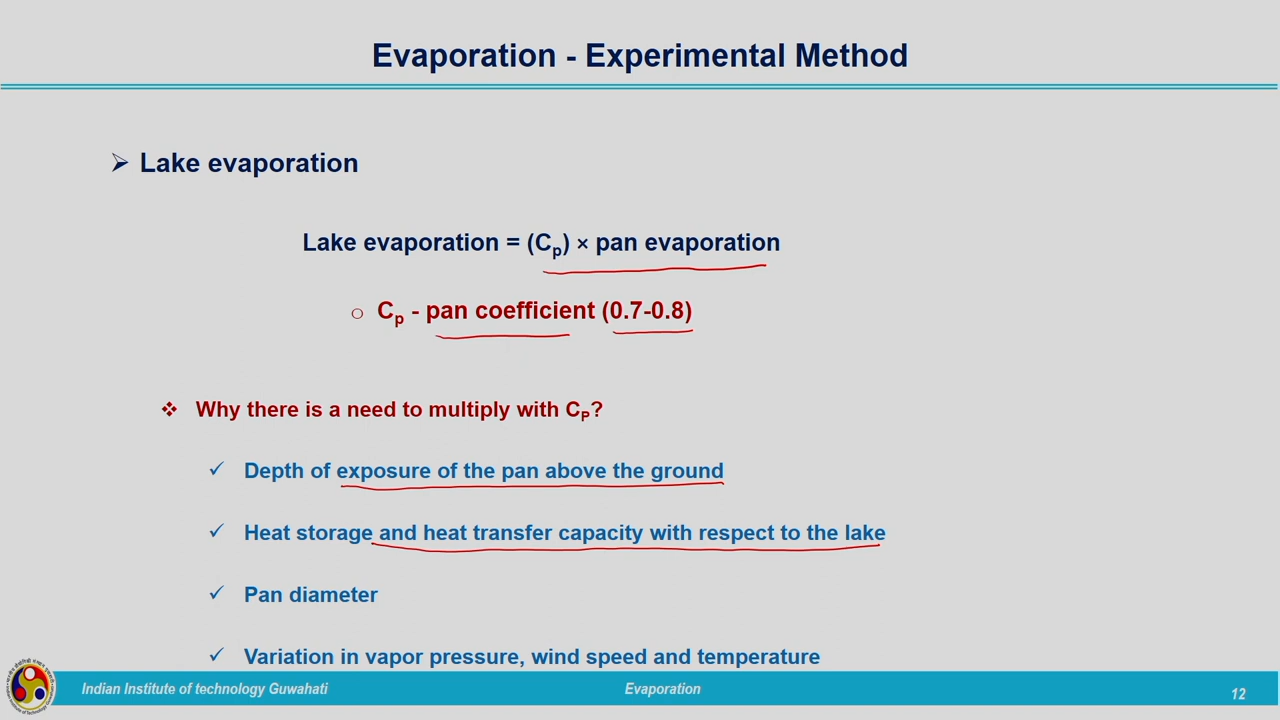 Evaporation - Experimental Method
➢ Lake evaporation
Lake evaporation = (Cp) × pan evaporation
○ Cp - pan coefficient (0.7-0.8)
❖ Why there is a need to multiply with CP?
✓ Depth of exposure of the pan above the ground
✓ Heat storage and heat transfer capacity with respect to the lake
✓ Pan diameter
✓ Variation in vapor pressure, wind speed and temperature
Indian Institute of technology Guwahati
Evaporation
12